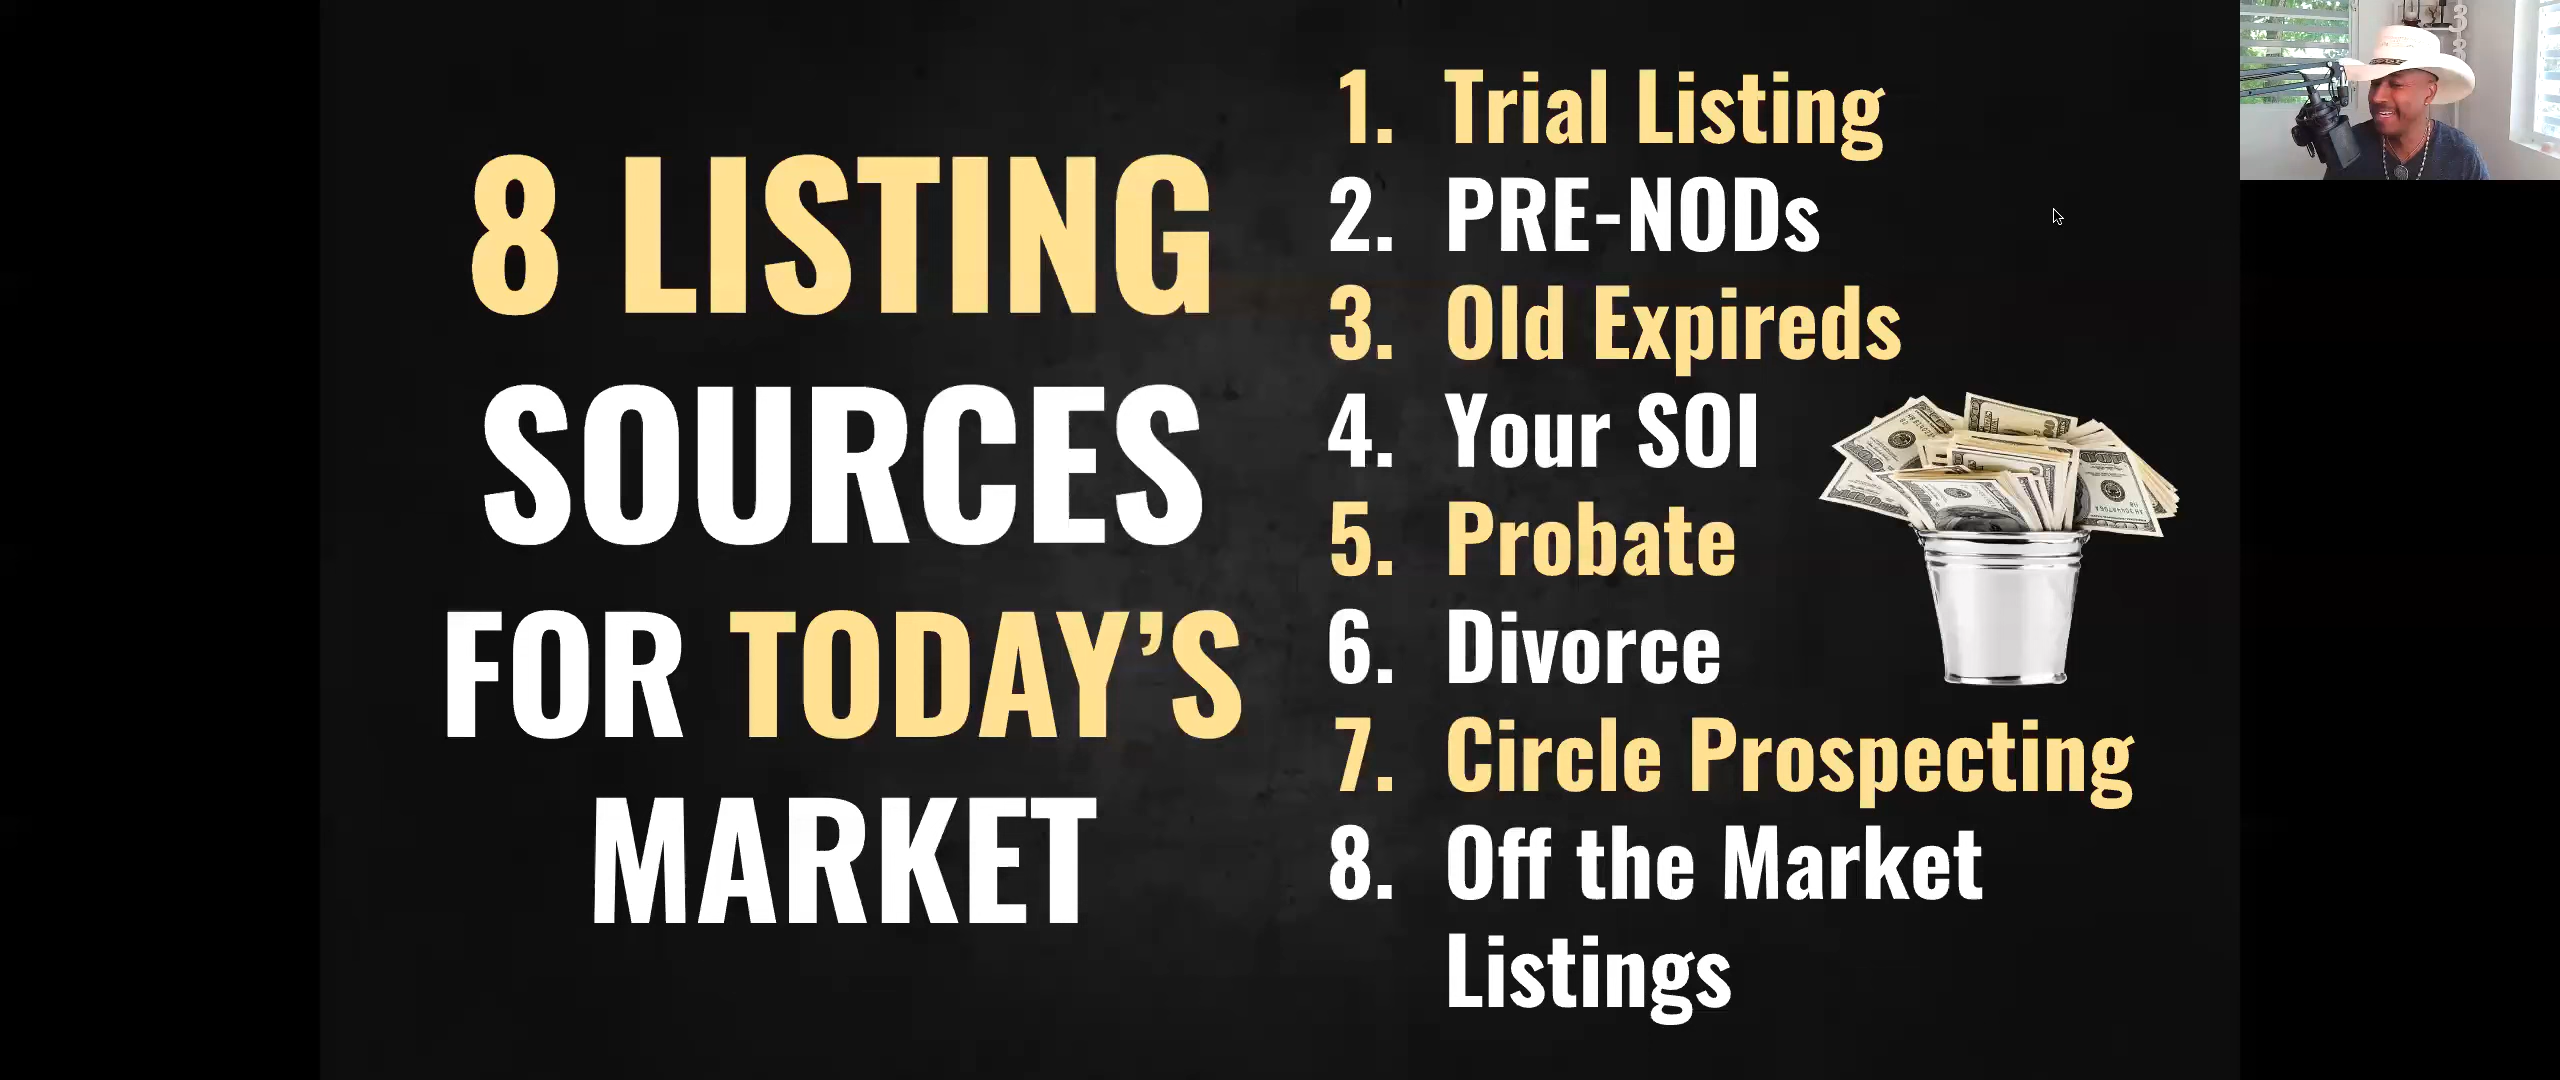 8 LISTING
SOURCES
FOR TODAY’S
MARKET
1. Trial Listing
2. PRE-NODs
3. Old Expireds
4. Your SOI
5. Probate
6. Divorce
7. Circle Prospecting
8. Off the Market
Listings